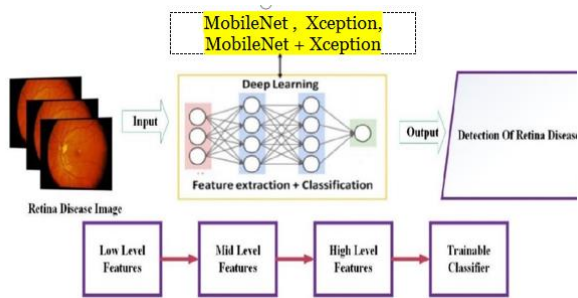 MobileNet , Xception,
MobileNet + Xception
Deep Learning
Input
Output
Detection Of Retina Disease
Feature extraction + Classification
Retina Disease Image
Low Level
Features
Mid Level
Features
High Level
Features
Trainable
Classifier